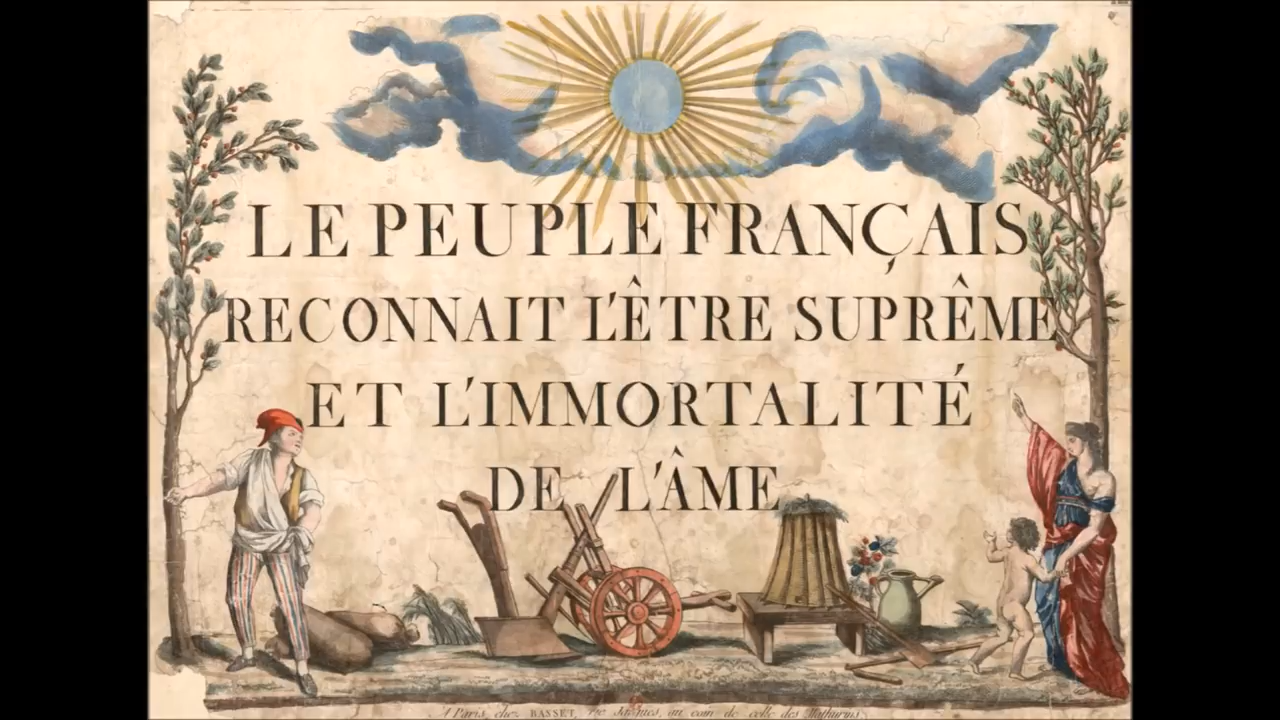 LE PEUPLE FRANÇAIS
RECONNAIT L'ÊTRE SUPRÊME
ET L'IMMORTALITÉ
DE L'ÂME
A Paris, chez BASSET, rue Jacques, au coin de celle des Mathurins.